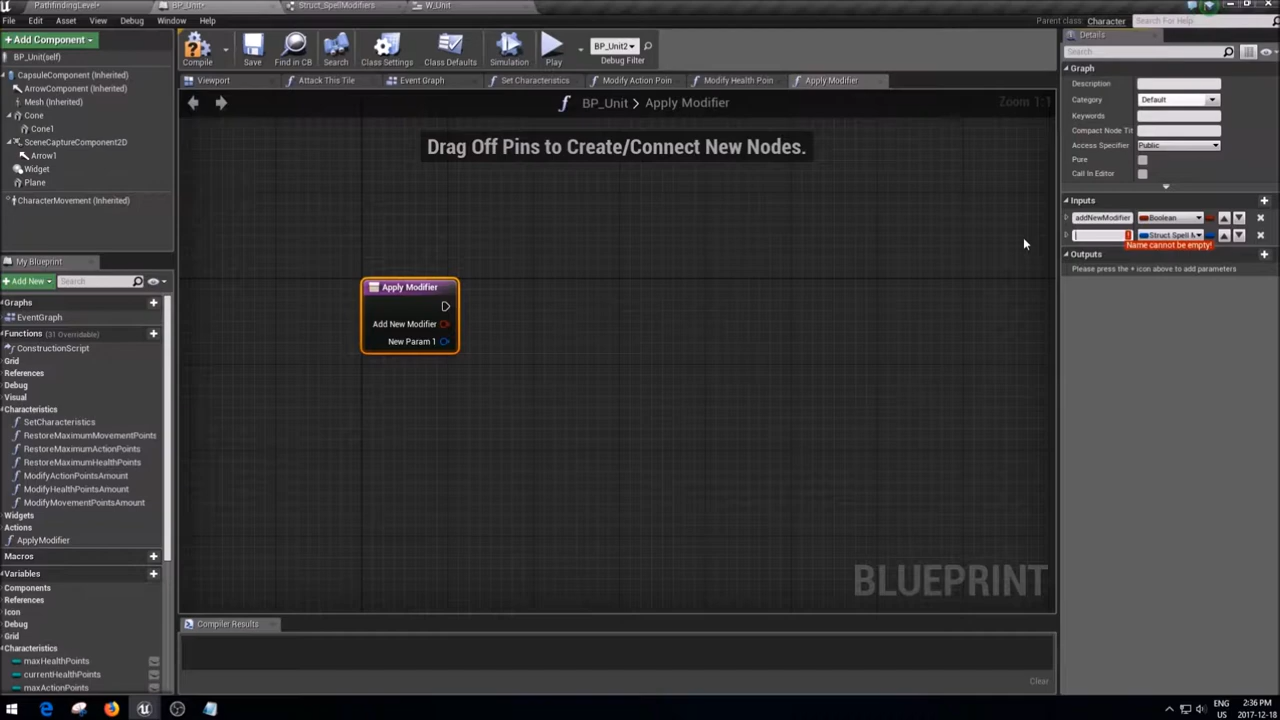 PathfindingLevel*
BP_Unit*
Struct_SpellModifiers
W_Unit
File
Edit
Asset
View
Debug
Window
Help
Parent class: Character
Search For Help
Add Component
Compile
Save
Find in CB
Search
Class Settings
Class Defaults
Simulation
Play
BP_Unit2
Debug Filter
Details
BP_Unit(self)
CapsuleComponent (Inherited)
ArrowComponent (Inherited)
Mesh (Inherited)
Cone
Cone1
SceneCaptureComponent2D
Arrow1
Widget
Plane
CharacterMovement (Inherited)
Viewport
Attack This Tile
Event Graph
Set Characteristics
Modify Action Poin
Modify Health Poin
Apply Modifier
BP_Unit > Apply Modifier
Zoom 1:1
Drag Off Pins to Create/Connect New Nodes.
Apply Modifier
Add New Modifier
New Param 1
BLUEPRINT
Search
Graph
Description
Category
Default
Keywords
Compact Node Tit
Access Specifier
Public
Pure
Call In Editor
Inputs
addNewModifier
Boolean
Struct Spell M
Name cannot be empty!
Outputs
Please press the + icon above to add parameters
My Blueprint
Add New
Search
Graphs
EventGraph
Functions (31 Overridable)
ConstructionScript
Grid
References
Debug
Visual
Characteristics
SetCharacteristics
RestoreMaximumMovementPoints
RestoreMaximumActionPoints
RestoreMaximumHealthPoints
ModifyActionPointsAmount
ModifyHealthPointsAmount
ModifyMovementPointsAmount
Widgets
Actions
ApplyModifier
Macros
Variables
Components
References
Icon
Debug
Grid
Characteristics
maxHealthPoints
currentHealthPoints
maxActionPoints
Compiler Results
Clear
ENG
US
2:36 PM
2017-12-18